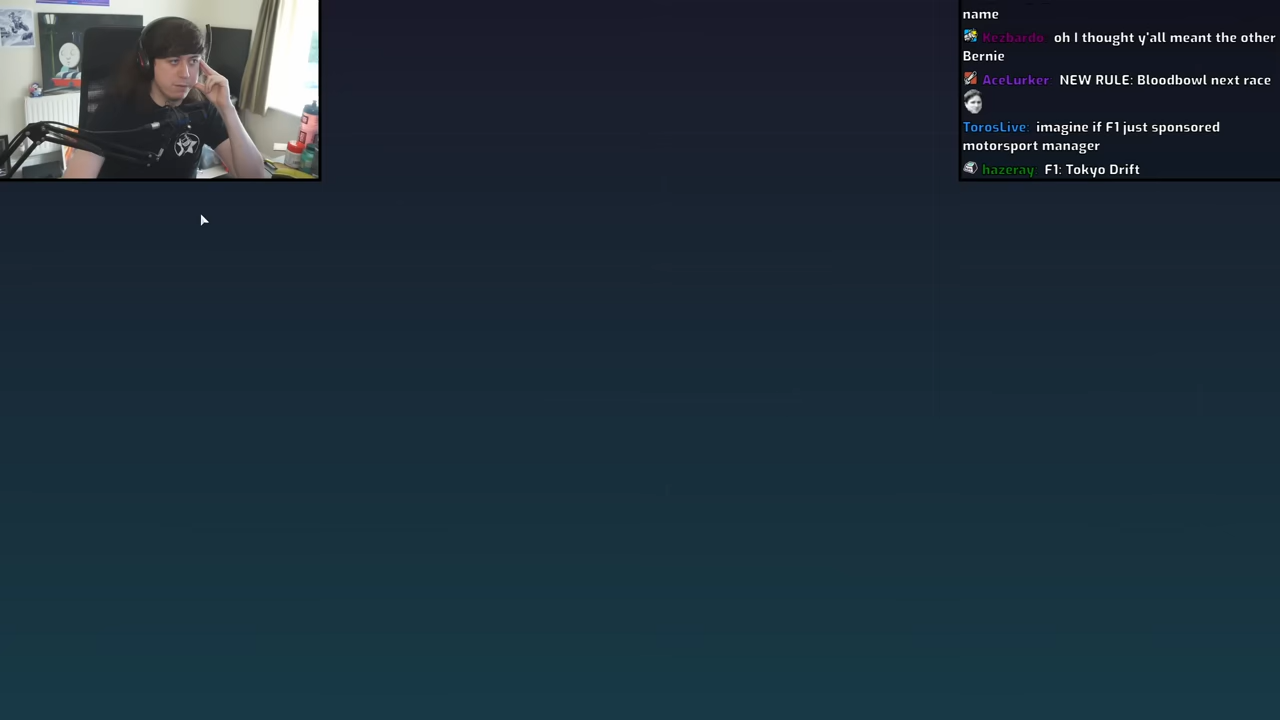 name
Kezbardo oh I thought y'all meant the other
Bernie
AceLurker NEW RULE: Bloodbowl next race
TorosLive: imagine if F1 just sponsored
motorsport manager
hazeray: F1: Tokyo Drift